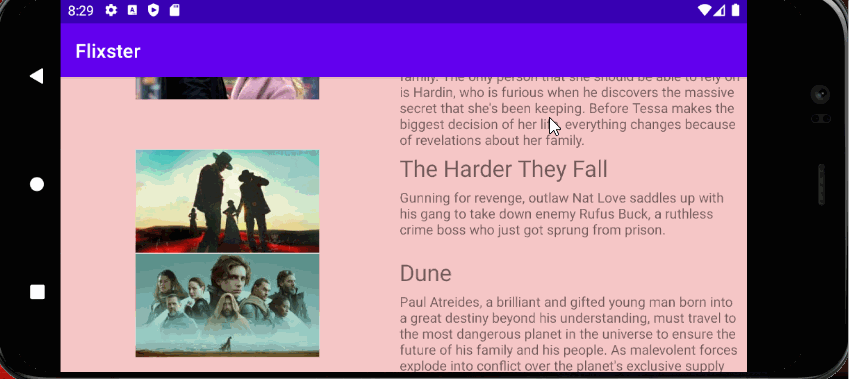 8:29
Flixster
family. The only person that she should be able to rely on
is Hardin, who is furious when he discovers the massive
secret that she's been keeping. Before Tessa makes the
biggest decision of her everything changes because
of revelations about her family.
The Harder They Fall
Gunning for revenge, outlaw Nat Love saddles up with
his gang to take down enemy Rufus Buck, a ruthless
crime boss who just got sprung from prison.
Dune
Paul Atreides, a brilliant and gifted young man born into
a great destiny beyond his understanding, must travel to
the most dangerous planet in the universe to ensure the
future of his family and his people. As malevolent forces
explode into conflict over the planet's exclusive supply